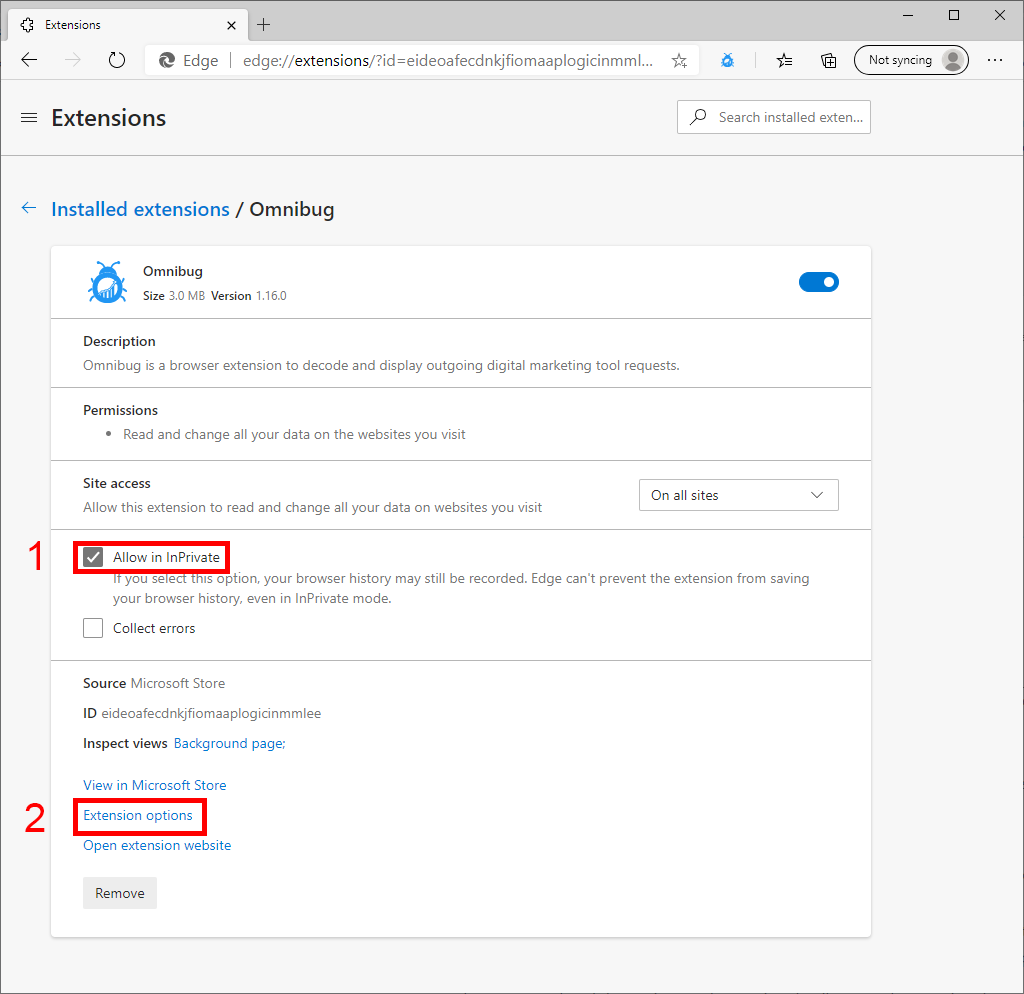 Extensions
Edge edge://extensions/?id=eideoafecdnkjfiomaaplogicinmml... Not syncing
Extensions
Search installed exten...
Installed extensions / Omnibug
Omnibug
Size 3.0 MB Version 1.16.0
Description
Omnibug is a browser extension to decode and display outgoing digital marketing tool requests.
Permissions
• Read and change all your data on the websites you visit
Site access
Allow this extension to read and change all your data on websites you visit
On all sites
1
Allow in InPrivate
If you select this option, your browser history may still be recorded. Edge can't prevent the extension from saving
your browser history, even in InPrivate mode.
Collect errors
Source Microsoft Store
ID eideoafecdnkjfiomaaplogicinmmlee
Inspect views Background page;
View in Microsoft Store
2
Extension options
Open extension website
Remove